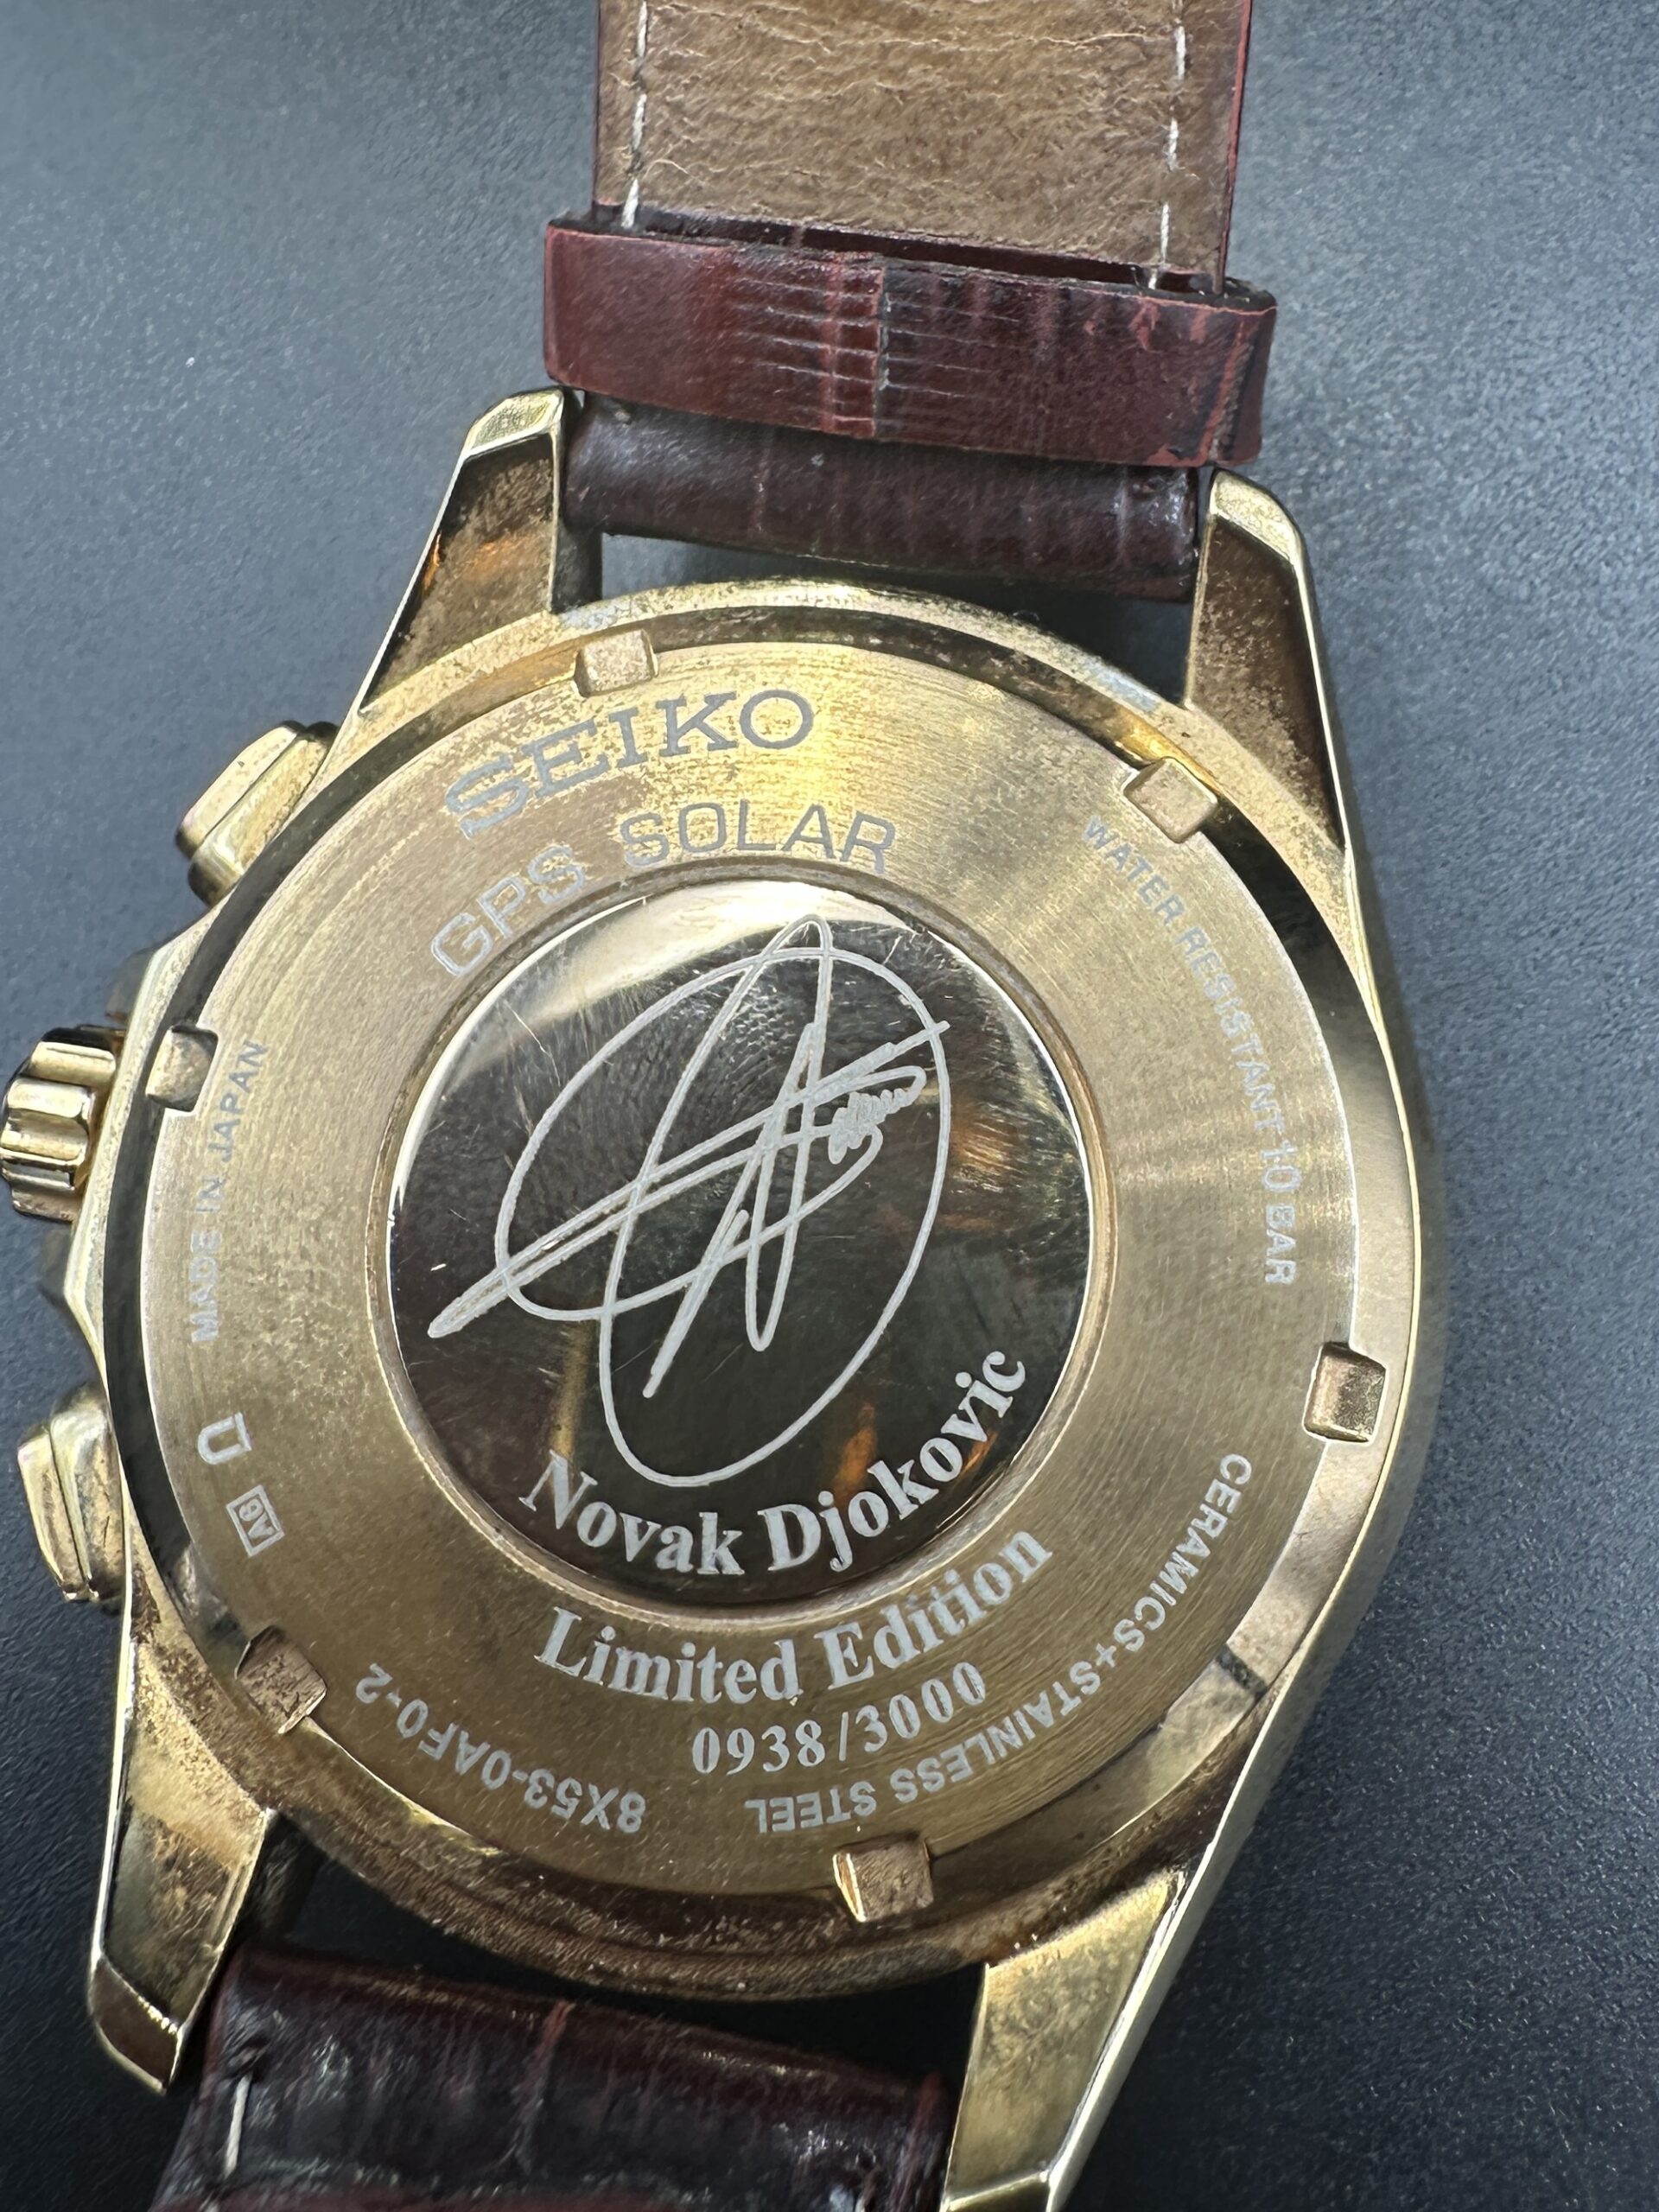 SEIKO
GPS SOLAR
WATER RESISTANT 10 BAR
CERAMICS+STAINLESS STEEL
8X53-0AF0-2
MADE IN JAPAN
Novak Djokovic
Limited Edition
0938/3000